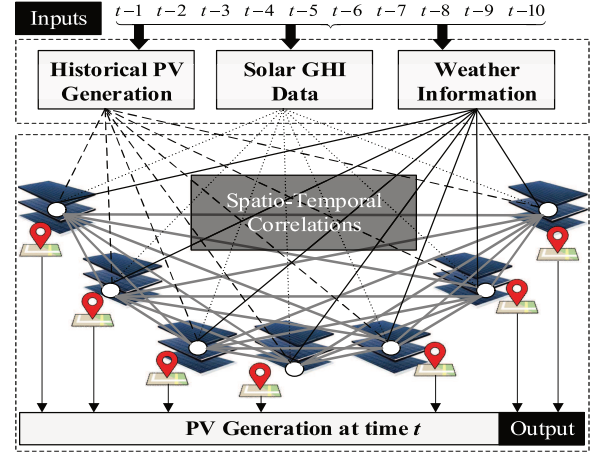 Inputs
t−1 t−2 t−3 t−4 t−5 t−6 t−7 t−8 t−9 t−10
Historical PV
Generation
Solar GHI
Data
Weather
Information
Spatio-Temporal
Correlations
PV Generation at time t
Output